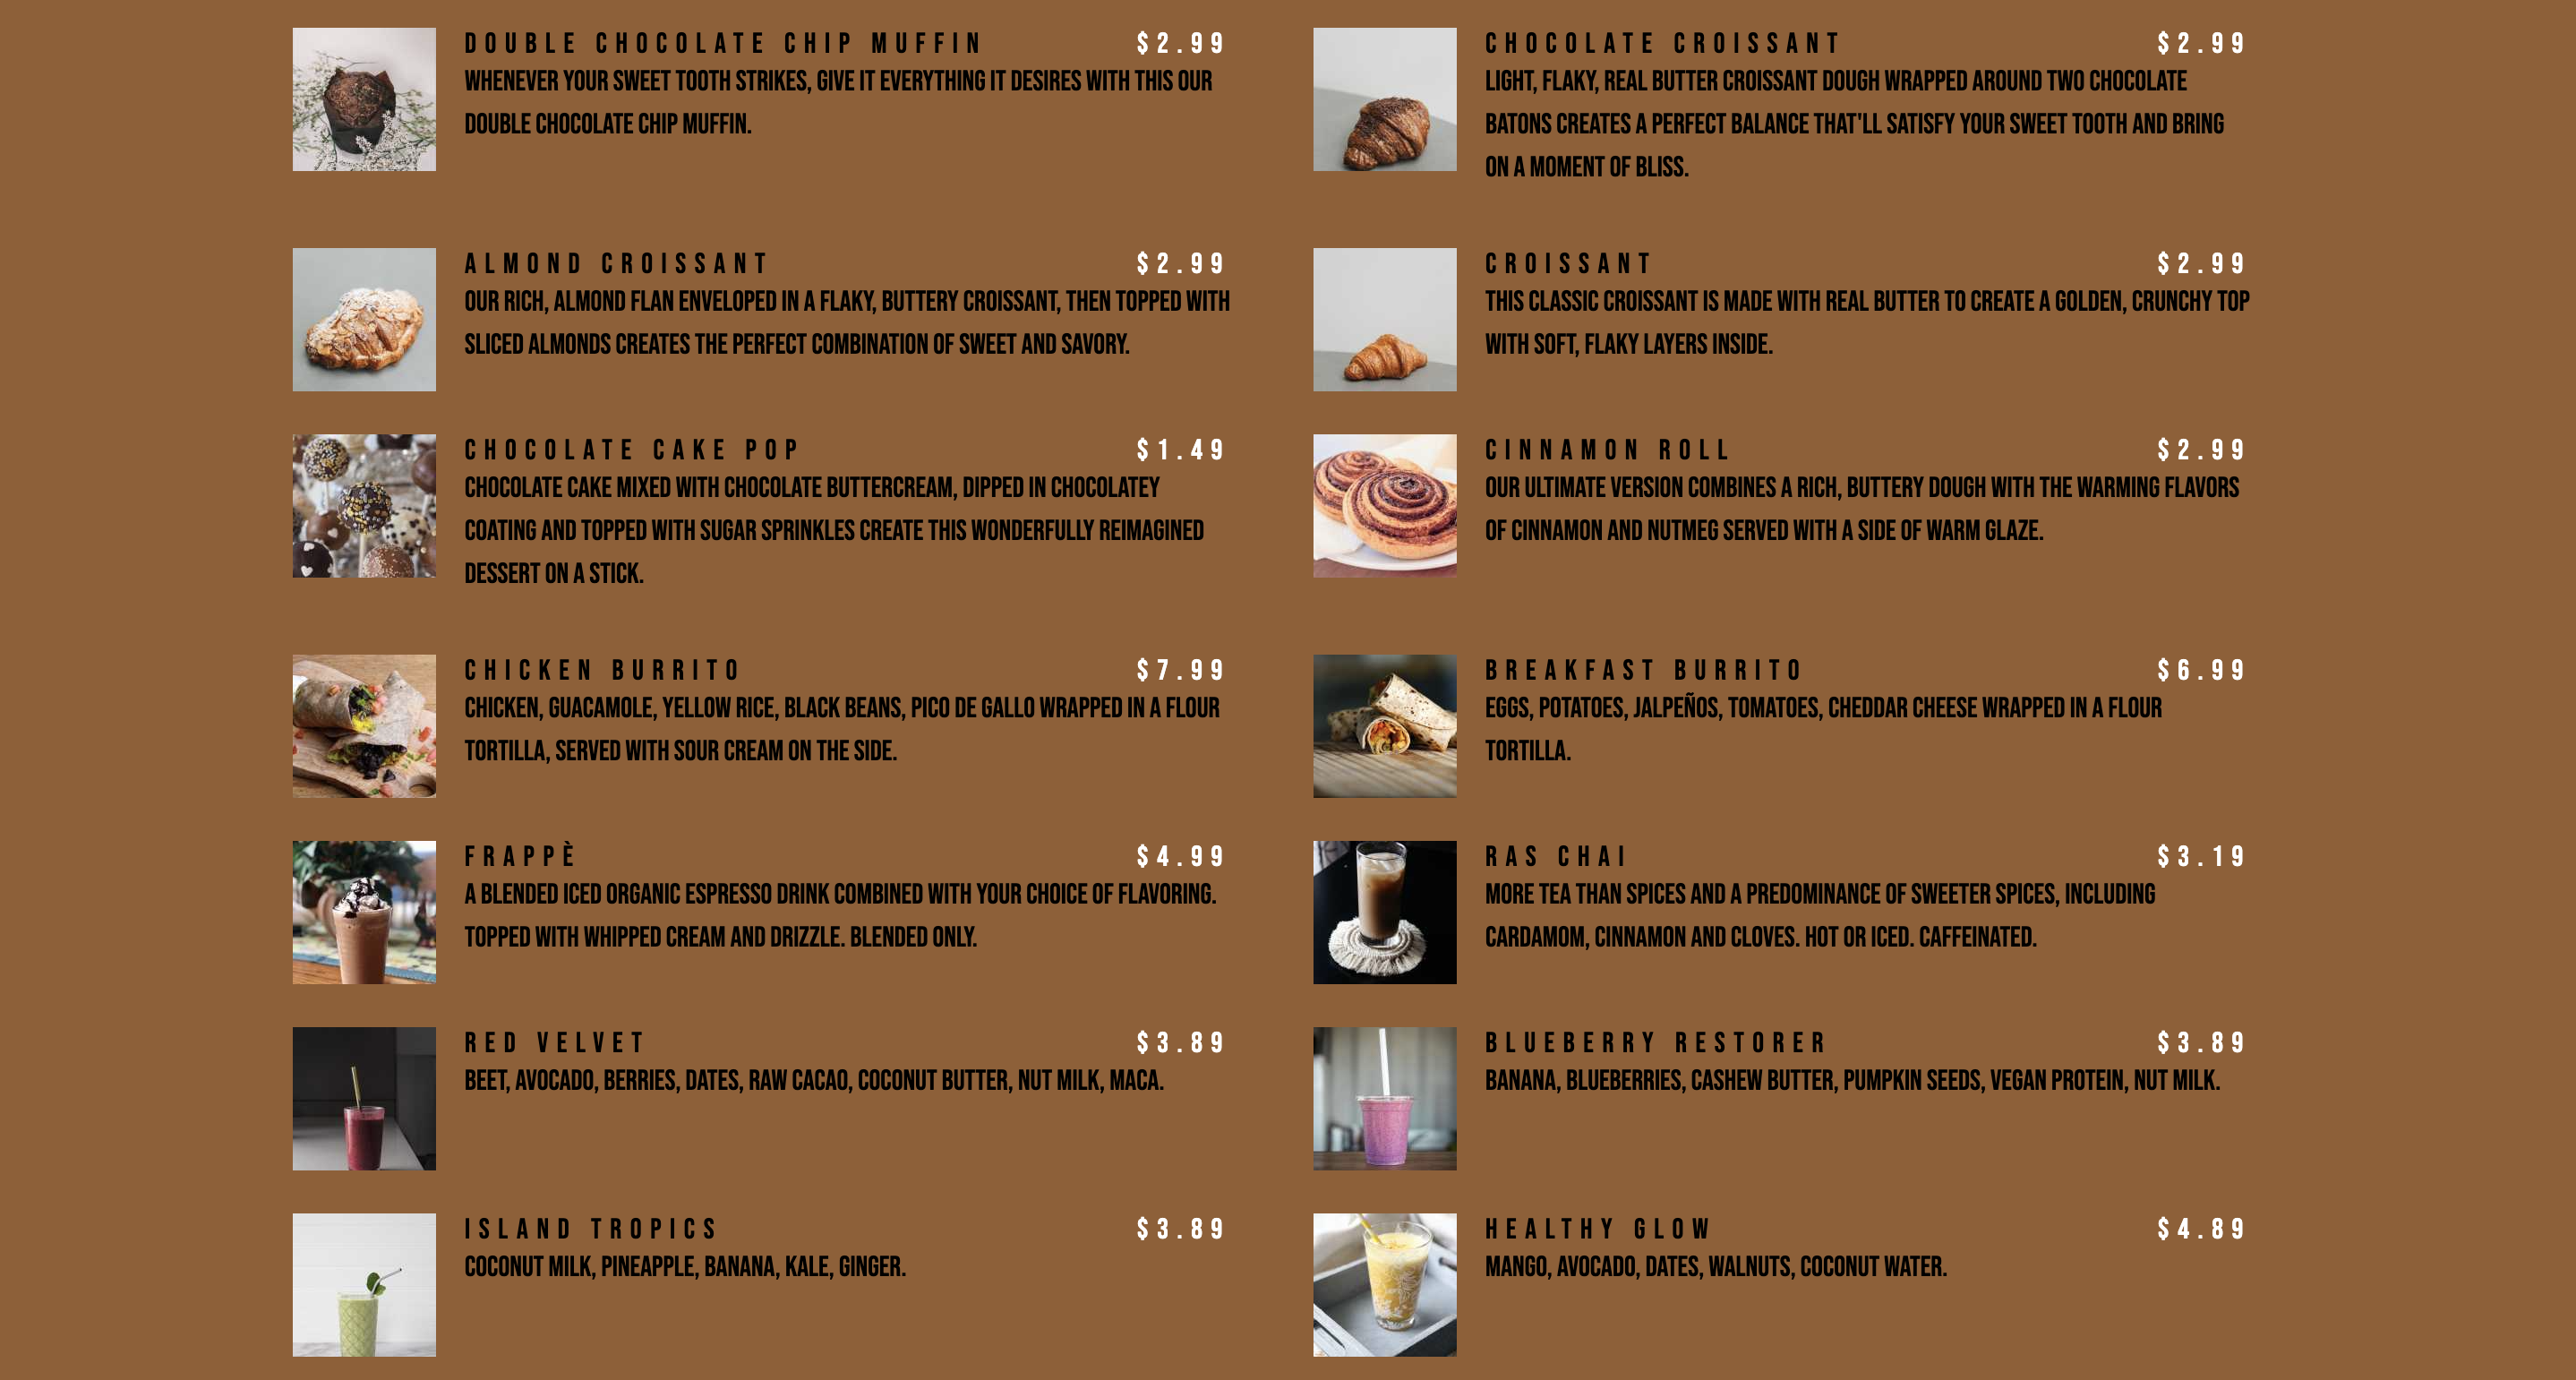 DOUBLE CHOCOLATE CHIP MUFFIN $2.99
WHENEVER YOUR SWEET TOOTH STRIKES, GIVE IT EVERYTHING IT DESIRES WITH THIS OUR
DOUBLE CHOCOLATE CHIP MUFFIN.
CHOCOLATE CROISSANT $2.99
LIGHT, FLAKY, REAL BUTTER CROISSANT DOUGH WRAPPED AROUND TWO CHOCOLATE
BATONS CREATES A PERFECT BALANCE THAT'LL SATISFY YOUR SWEET TOOTH AND BRING
ON A MOMENT OF BLISS.
ALMOND CROISSANT $2.99
OUR RICH, ALMOND FLAN ENVELOPED IN A FLAKY, BUTTERY CROISSANT, THEN TOPPED WITH
SLICED ALMONDS CREATES THE PERFECT COMBINATION OF SWEET AND SAVORY.
CROISSANT $2.99
THIS CLASSIC CROISSANT IS MADE WITH REAL BUTTER TO CREATE A GOLDEN, CRUNCHY TOP
WITH SOFT, FLAKY LAYERS INSIDE.
CHOCOLATE CAKE POP $1.49
CHOCOLATE CAKE MIXED WITH CHOCOLATE BUTTERCREAM, DIPPED IN CHOCOLATEY
COATING AND TOPPED WITH SUGAR SPRINKLES CREATE THIS WONDERFULLY REIMAGINED
DESSERT ON A STICK.
CINNAMON ROLL $2.99
OUR ULTIMATE VERSION COMBINES A RICH, BUTTERY DOUGH WITH THE WARMING FLAVORS
OF CINNAMON AND NUTMEG SERVED WITH A SIDE OF WARM GLAZE.
CHICKEN BURRITO $7.99
CHICKEN, GUACAMOLE, YELLOW RICE, BLACK BEANS, PICO DE GALLO WRAPPED IN A FLOUR
TORTILLA, SERVED WITH SOUR CREAM ON THE SIDE.
BREAKFAST BURRITO $6.99
EGGS, POTATOES, JALPEÑOS, TOMATOES, CHEDDAR CHEESE WRAPPED IN A FLOUR
TORTILLA.
FRAPPÈ $4.99
A BLENDED ICED ORGANIC ESPRESSO DRINK COMBINED WITH YOUR CHOICE OF FLAVORING.
TOPPED WITH WHIPPED CREAM AND DRIZZLE. BLENDED ONLY.
RAS CHAI $3.19
MORE TEA THAN SPICES AND A PREDOMINANCE OF SWEETER SPICES, INCLUDING
CARDAMOM, CINNAMON AND CLOVES. HOT OR ICED. CAFFEINATED.
RED VELVET $3.89
BEET, AVOCADO, BERRIES, DATES, RAW CACAO, COCONUT BUTTER, NUT MILK, MACA.
BLUEBERRY RESTORER $3.89
BANANA, BLUEBERRIES, CASHEW BUTTER, PUMPKIN SEEDS, VEGAN PROTEIN, NUT MILK.
ISLAND TROPICS $3.89
COCONUT MILK, PINEAPPLE, BANANA, KALE, GINGER.
HEALTHY GLOW $4.89
MANGO, AVOCADO, DATES, WALNUTS, COCONUT WATER.